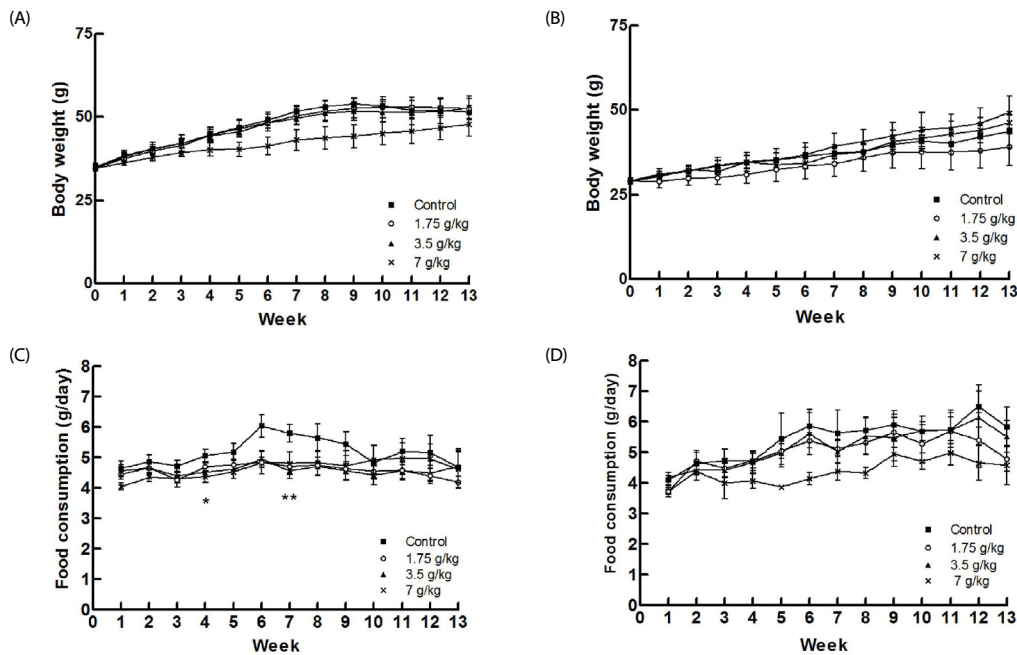 (A)
Body weight (g)
75
50
25
0
0 1 2 3 4 5 6 7 8 9 10 11 12 13
Week
Control
1.75 g/kg
3.5 g/kg
7 g/kg
(B)
Body weight (g)
75
50
25
0
0 1 2 3 4 5 6 7 8 9 10 11 12 13
Week
Control
1.75 g/kg
3.5 g/kg
7 g/kg
(C)
Food consumption (g/day)
8
7
6
5
4
3
2
1
0
0 1 2 3 4 5 6 7 8 9 10 11 12 13
Week
*
**
Control
1.75 g/kg
3.5 g/kg
7 g/kg
(D)
Food consumption (g/day)
8
7
6
5
4
3
2
1
0
0 1 2 3 4 5 6 7 8 9 10 11 12 13
Week
Control
1.75 g/kg
3.5 g/kg
7 g/kg